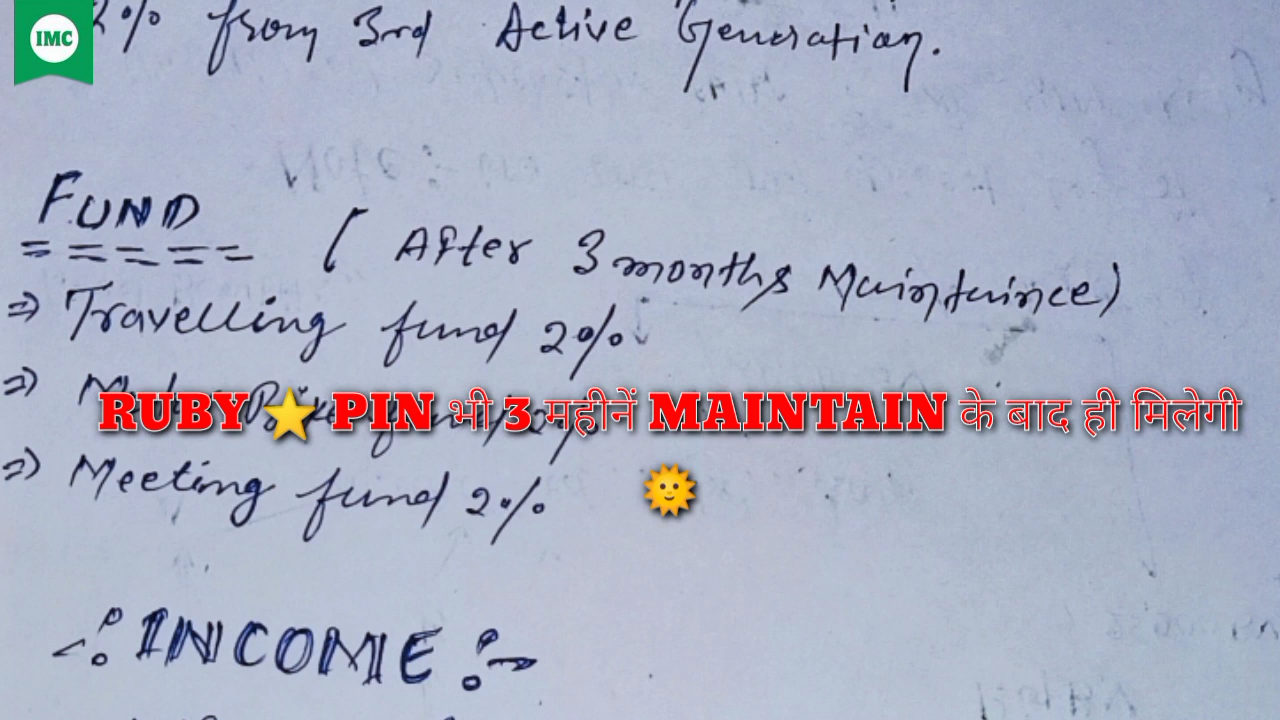 IMC
2% from 3rd Active Generation.
FUND
( After 3 months Maintaince)
⇒ Travelling fund 2%
RUBY⭐PIN भी 3 महीनें MAINTAIN के बाद ही मिलेगी
⇒ Meeting fund 2%
-: INCOME :-